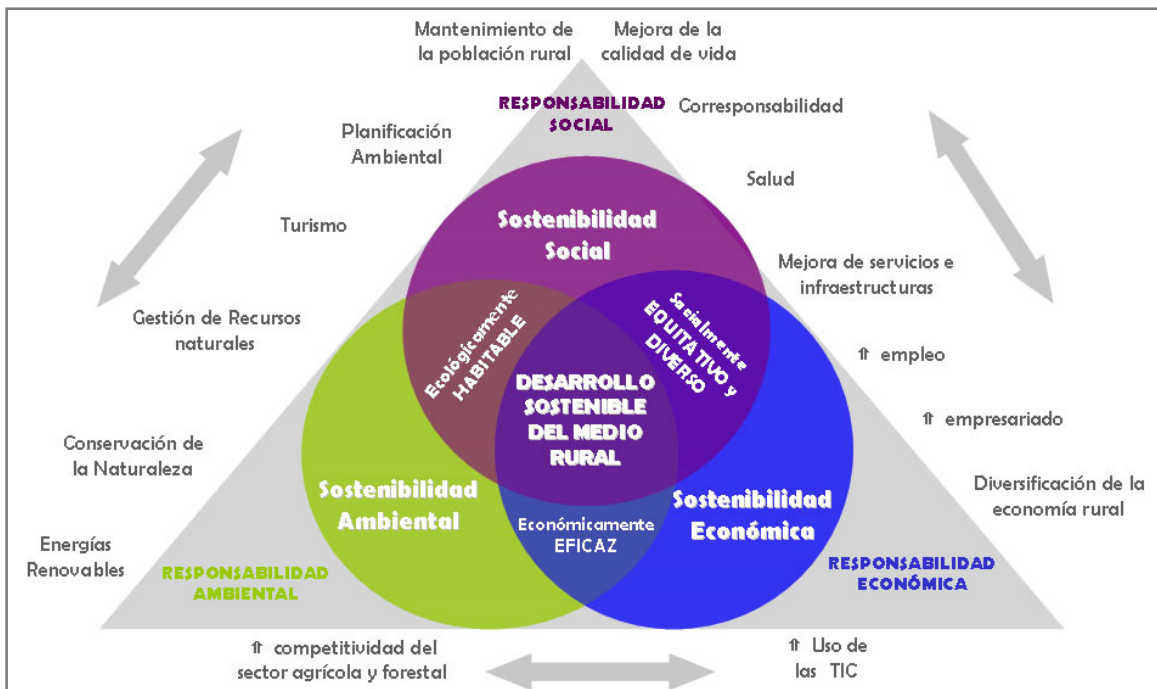 Mantenimiento de
la población rural
Mejora de la
calidad de vida
RESPONSABILIDAD
SOCIAL
Corresponsabilidad
Planificación
Ambiental
Salud
Turismo
Sostenibilidad
Social
Mejora de servicios e
infraestructuras
Gestión de Recursos
naturales
Ecológicamente
HABITABLE
Socialmente
EQUITATIVO y
DIVERSO
⇑ empleo
DESARROLLO
SOSTENIBLE
DEL MEDIO
RURAL
⇑ empresariado
Conservación de
la Naturaleza
Sostenibilidad
Ambiental
Sostenibilidad
Económica
Diversificación de la
economía rural
Económicamente
EFICAZ
Energías
Renovables
RESPONSABILIDAD
AMBIENTAL
RESPONSABILIDAD
ECONÓMICA
⇑ competitividad del
sector agrícola y forestal
⇑ Uso de
las TIC